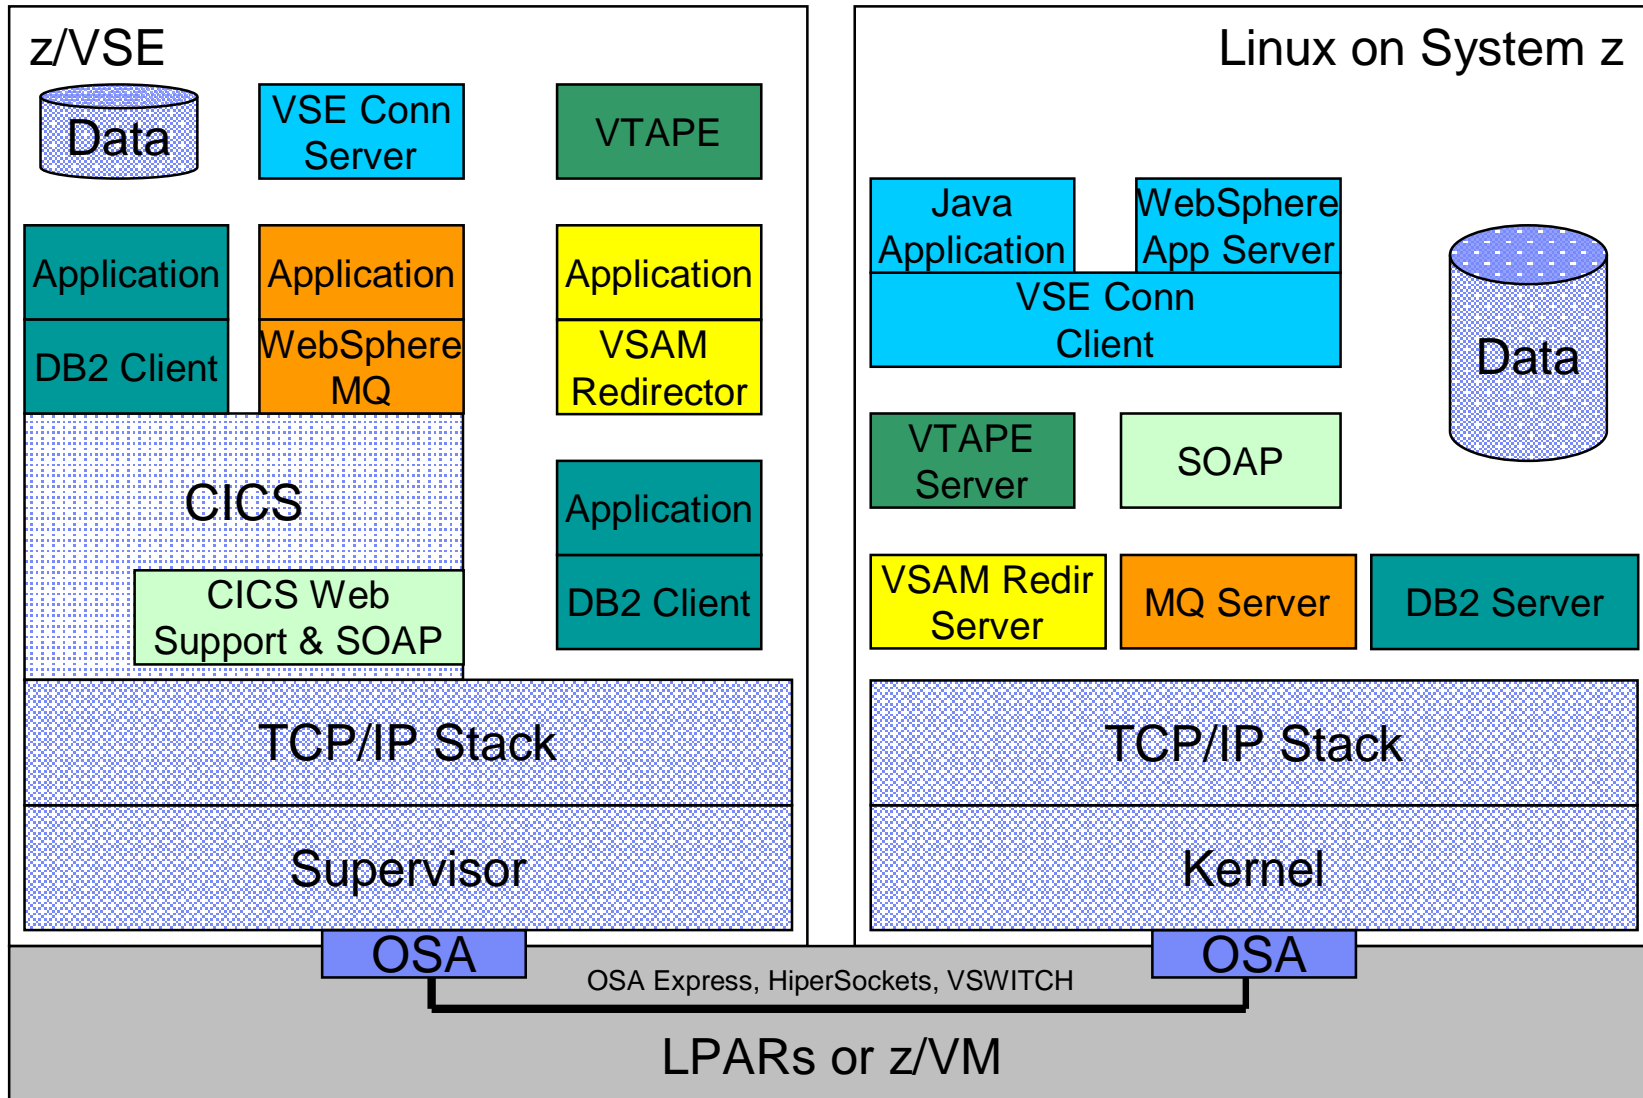 z/VSE
Data
VSE Conn
Server
VTAPE
Application
DB2 Client
Application
WebSphere
MQ
Application
VSAM
Redirector
CICS
CICS Web
Support & SOAP
Application
DB2 Client
TCP/IP Stack
Supervisor
OSA
Linux on System z
Java
Application
WebSphere
App Server
VSE Conn
Client
Data
VTAPE
Server
SOAP
VSAM Redir
Server
MQ Server
DB2 Server
TCP/IP Stack
Kernel
OSA
OSA Express, HiperSockets, VSWITCH
LPARs or z/VM